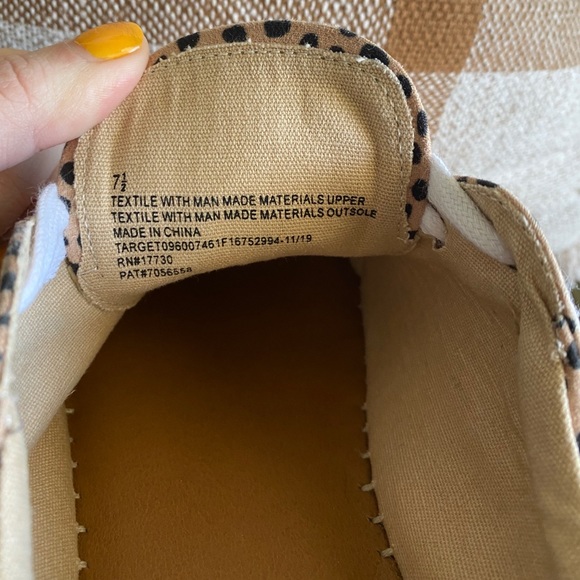 7½
TEXTILE WITH MAN MADE MATERIALS UPPER
TEXTILE WITH MAN MADE MATERIALS OUTSOLE
MADE IN CHINA
TARGET096007461F16752994-11/19
RN#17730
PAT#7056558